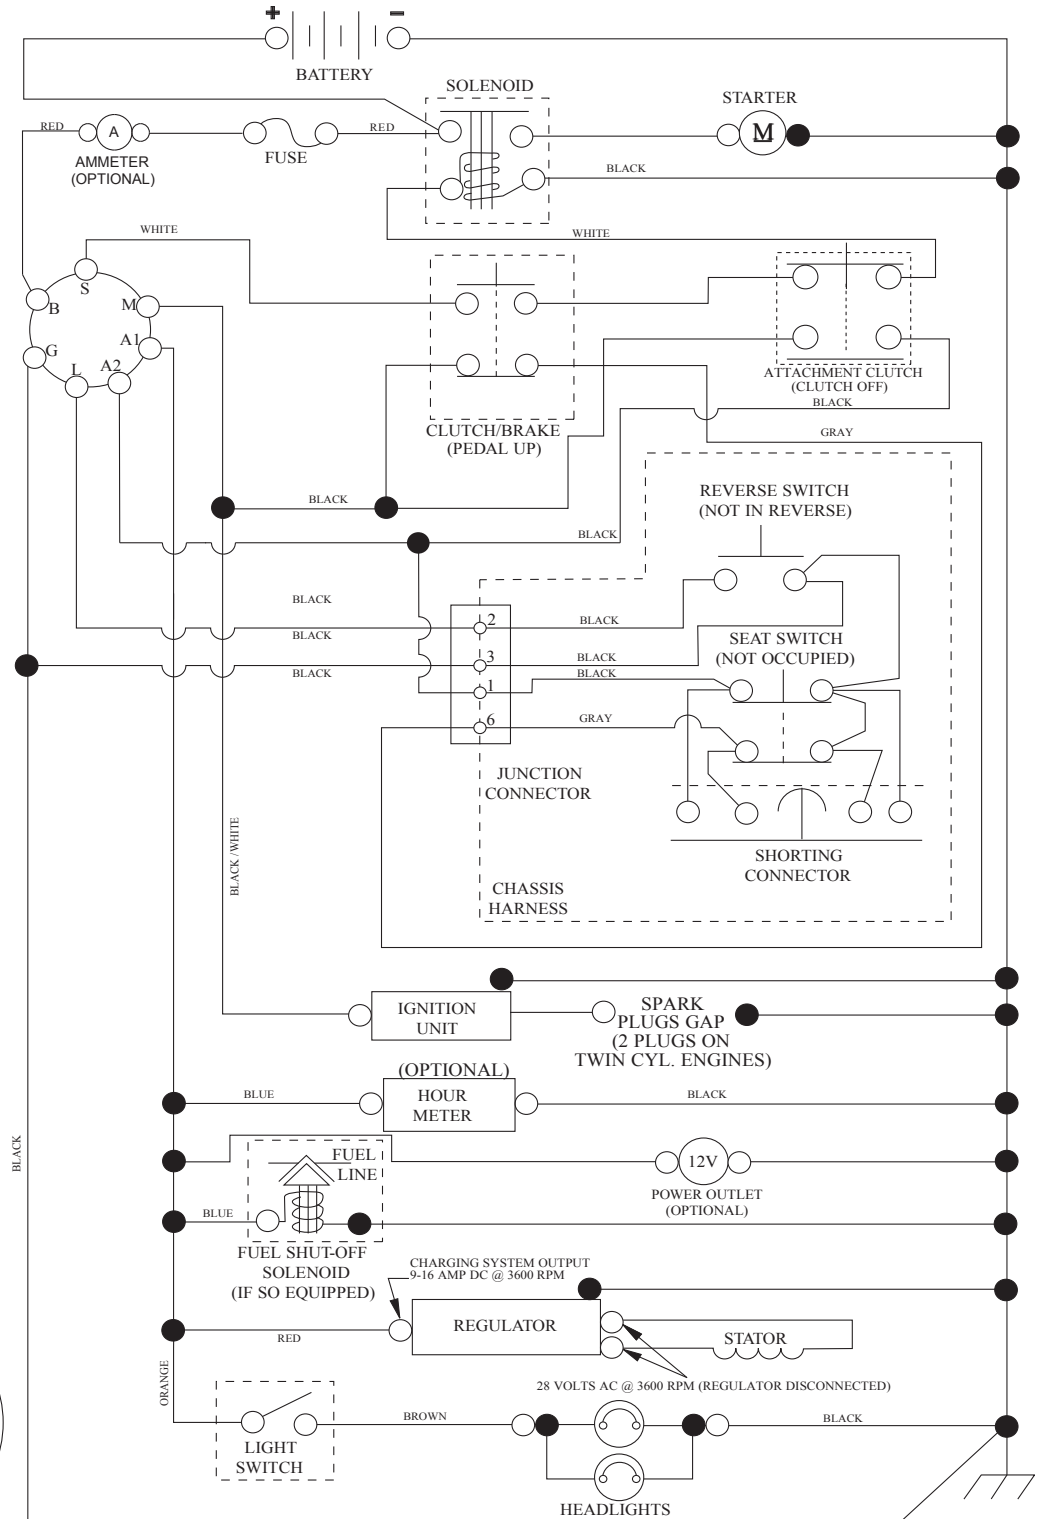 + -
BATTERY
SOLENOID
STARTER
RED
A
RED
M
AMMETER
(OPTIONAL)
FUSE
BLACK
WHITE
WHITE
S
B
M
A1
G
L
A2
ATTACHMENT CLUTCH
(CLUTCH OFF)
BLACK
CLUTCH/BRAKE
(PEDAL UP)
GRAY
REVERSE SWITCH
(NOT IN REVERSE)
BLACK
BLACK
BLACK
2
BLACK
BLACK
SEAT SWITCH
(NOT OCCUPIED)
3
BLACK
BLACK
BLACK
1
6
GRAY
JUNCTION
CONNECTOR
BLACK / WHITE
SHORTING
CONNECTOR
CHASSIS
HARNESS
IGNITION
UNIT
SPARK
PLUGS GAP
(2 PLUGS ON
TWIN CYL. ENGINES)
(OPTIONAL)
BLUE
HOUR
METER
BLACK
BLACK
FUEL
LINE
12V
POWER OUTLET
(OPTIONAL)
BLUE
FUEL SHUT-OFF
SOLENOID
(IF SO EQUIPPED)
CHARGING SYSTEM OUTPUT
9-16 AMP DC @ 3600 RPM
REGULATOR
RED
STATOR
ORANGE
28 VOLTS AC @ 3600 RPM (REGULATOR DISCONNECTED)
BROWN
BLACK
LIGHT
SWITCH
HEADLIGHTS